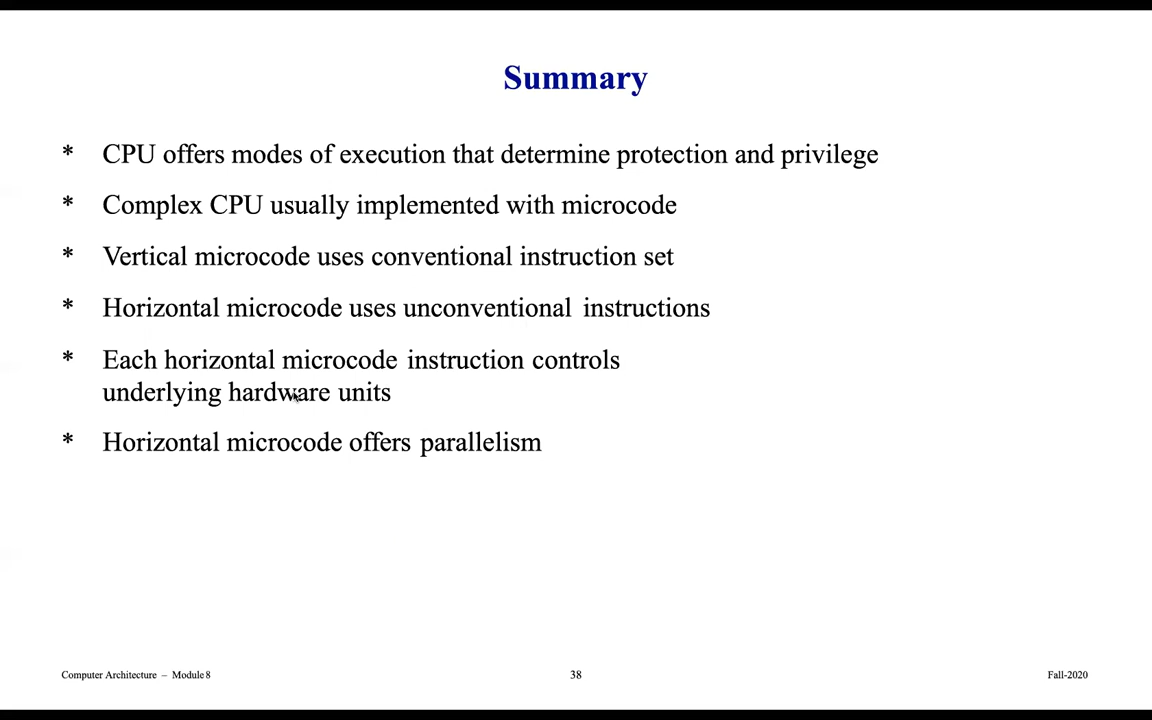 Summary
* CPU offers modes of execution that determine protection and privilege
* Complex CPU usually implemented with microcode
* Vertical microcode uses conventional instruction set
* Horizontal microcode uses unconventional instructions
* Each horizontal microcode instruction controls
underlying hardware units
* Horizontal microcode offers parallelism
Computer Architecture – Module 8 38 Fall-2020